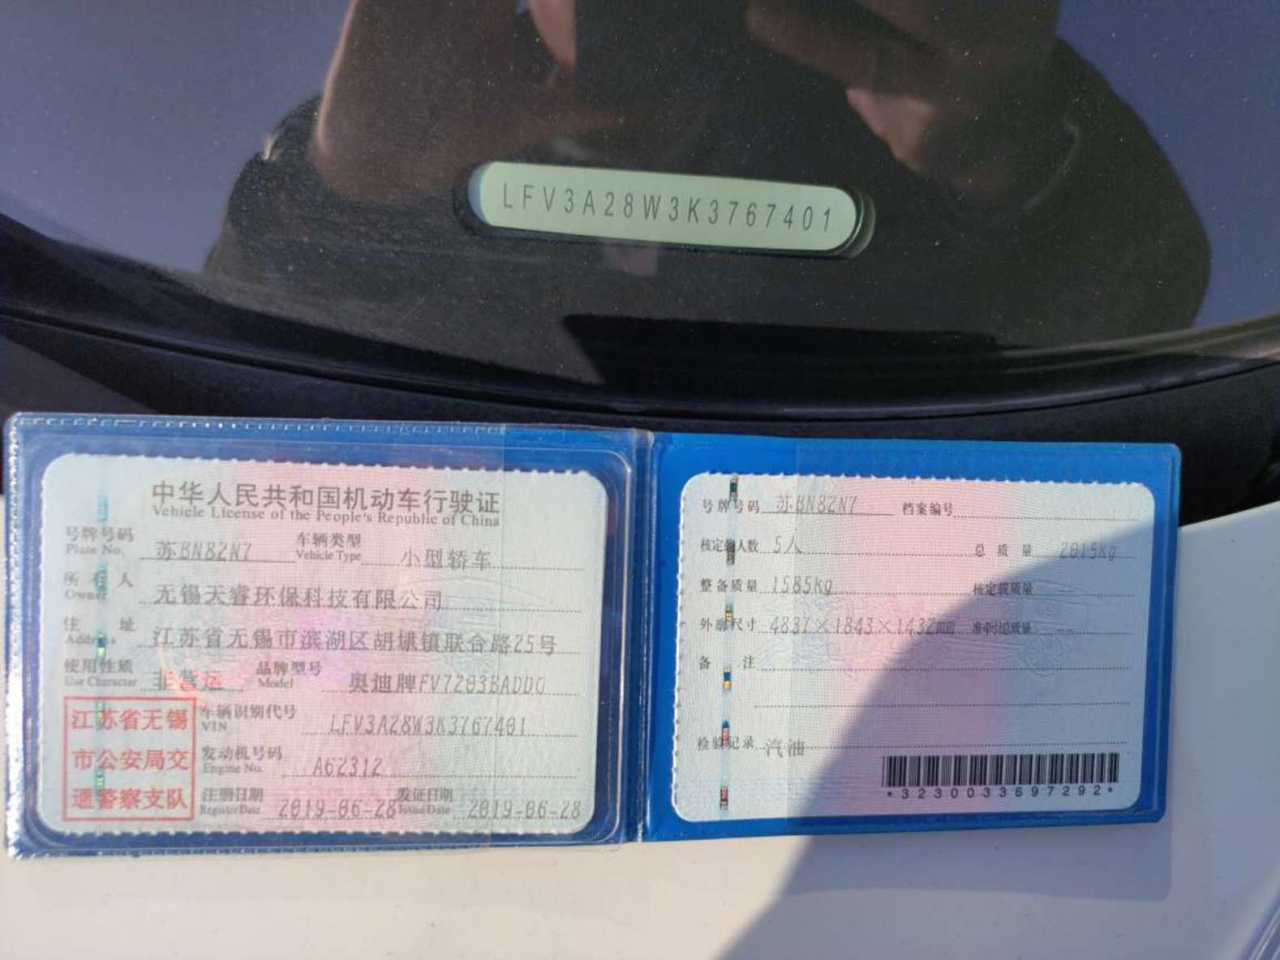 LFV3A28W3K3767401
中华人民共和国机动车行驶证
Vehicle License of the People's Republic of China
号牌号码 Plate No. 苏BN82N7 车辆类型 Vehicle Type 小型轿车
所有人 Owner 无锡天睿环保科技有限公司
住址 Address 江苏省无锡市滨湖区胡埭镇联合路25号
使用性质 Use Character 非营运 品牌型号 Model 奥迪牌FV7203BADDG
车辆识别代号 VIN LFV3A28W3K3767401
发动机号码 Engine No. A62312
注册日期 Register Date 2019-06-28 发证日期 Issue Date 2019-06-28
江苏省无锡
市公安局交
通警察支队
号牌号码 苏BN82N7 档案编号
核定载人数 5人 总质量 2015kg
整备质量 1585kg 核定载质量 --
外廓尺寸 4837×1843×1432mm 准牵引总质量 --
备注
检验记录 汽油
*3230033697292*